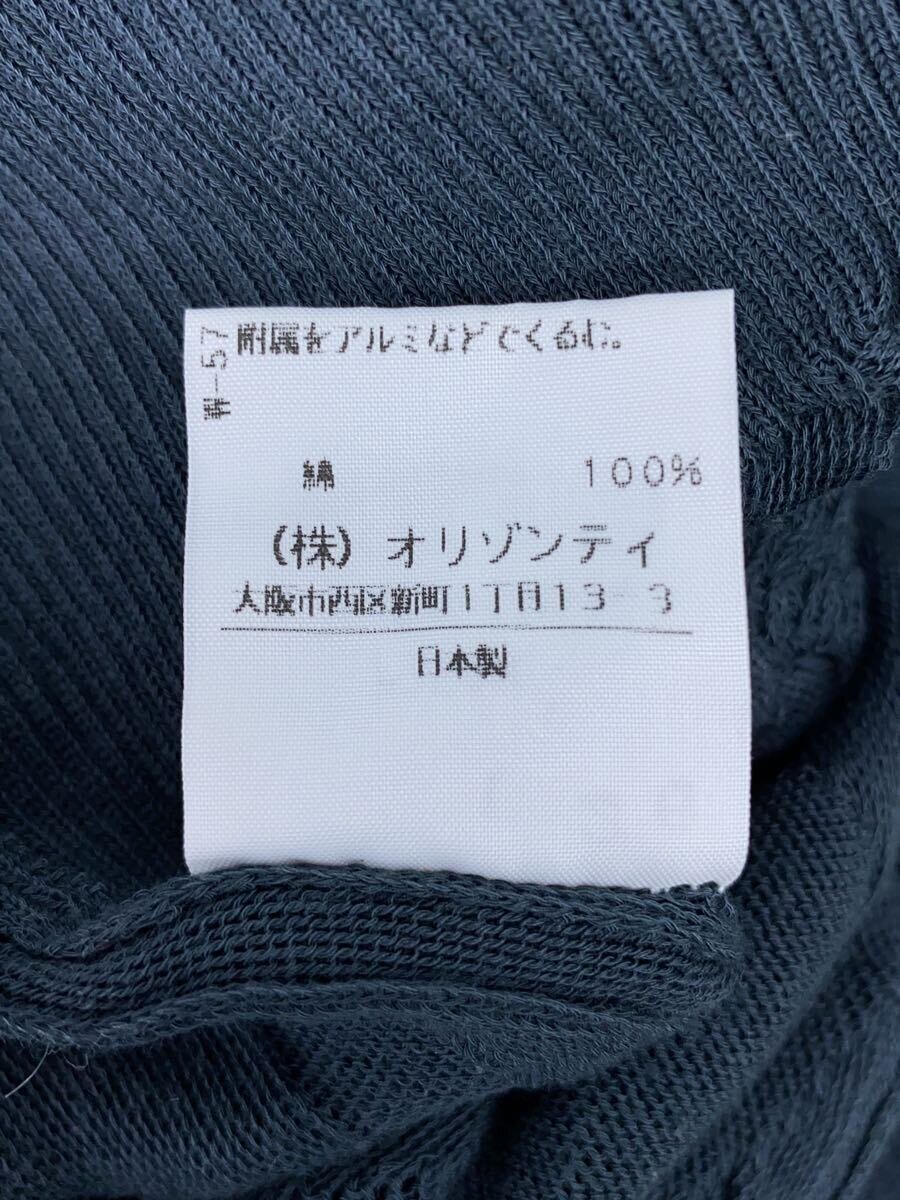 附属をアルミなどでくるむ。
綿 100%
(株) オリゾンティ
大阪市西区新町1丁目13-3
日本製